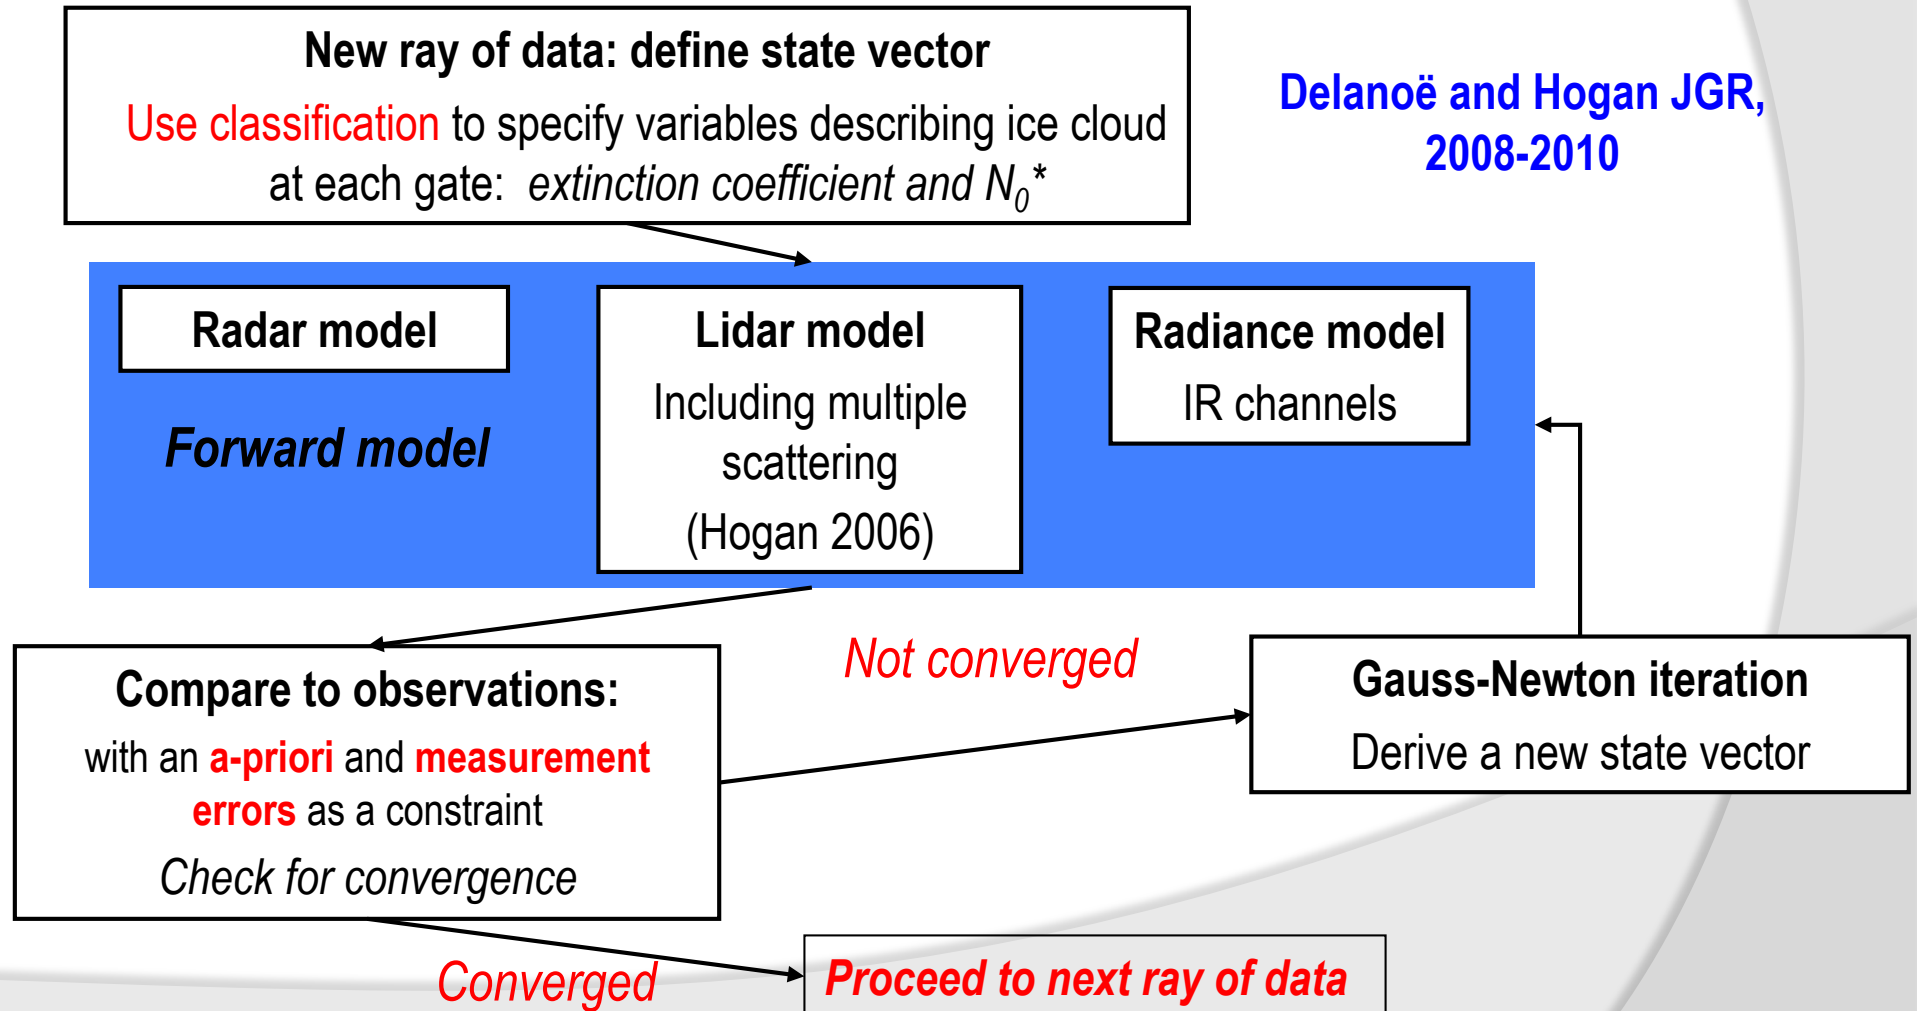 New ray of data: define state vector
Use classification to specify variables describing ice cloud
at each gate: extinction coefficient and N0*
Delanoë and Hogan JGR,
2008-2010
Radar model
Forward model
Lidar model
Including multiple
scattering
(Hogan 2006)
Radiance model
IR channels
Compare to observations:
with an a-priori and measurement
errors as a constraint
Check for convergence
Not converged
Gauss-Newton iteration
Derive a new state vector
Converged
Proceed to next ray of data